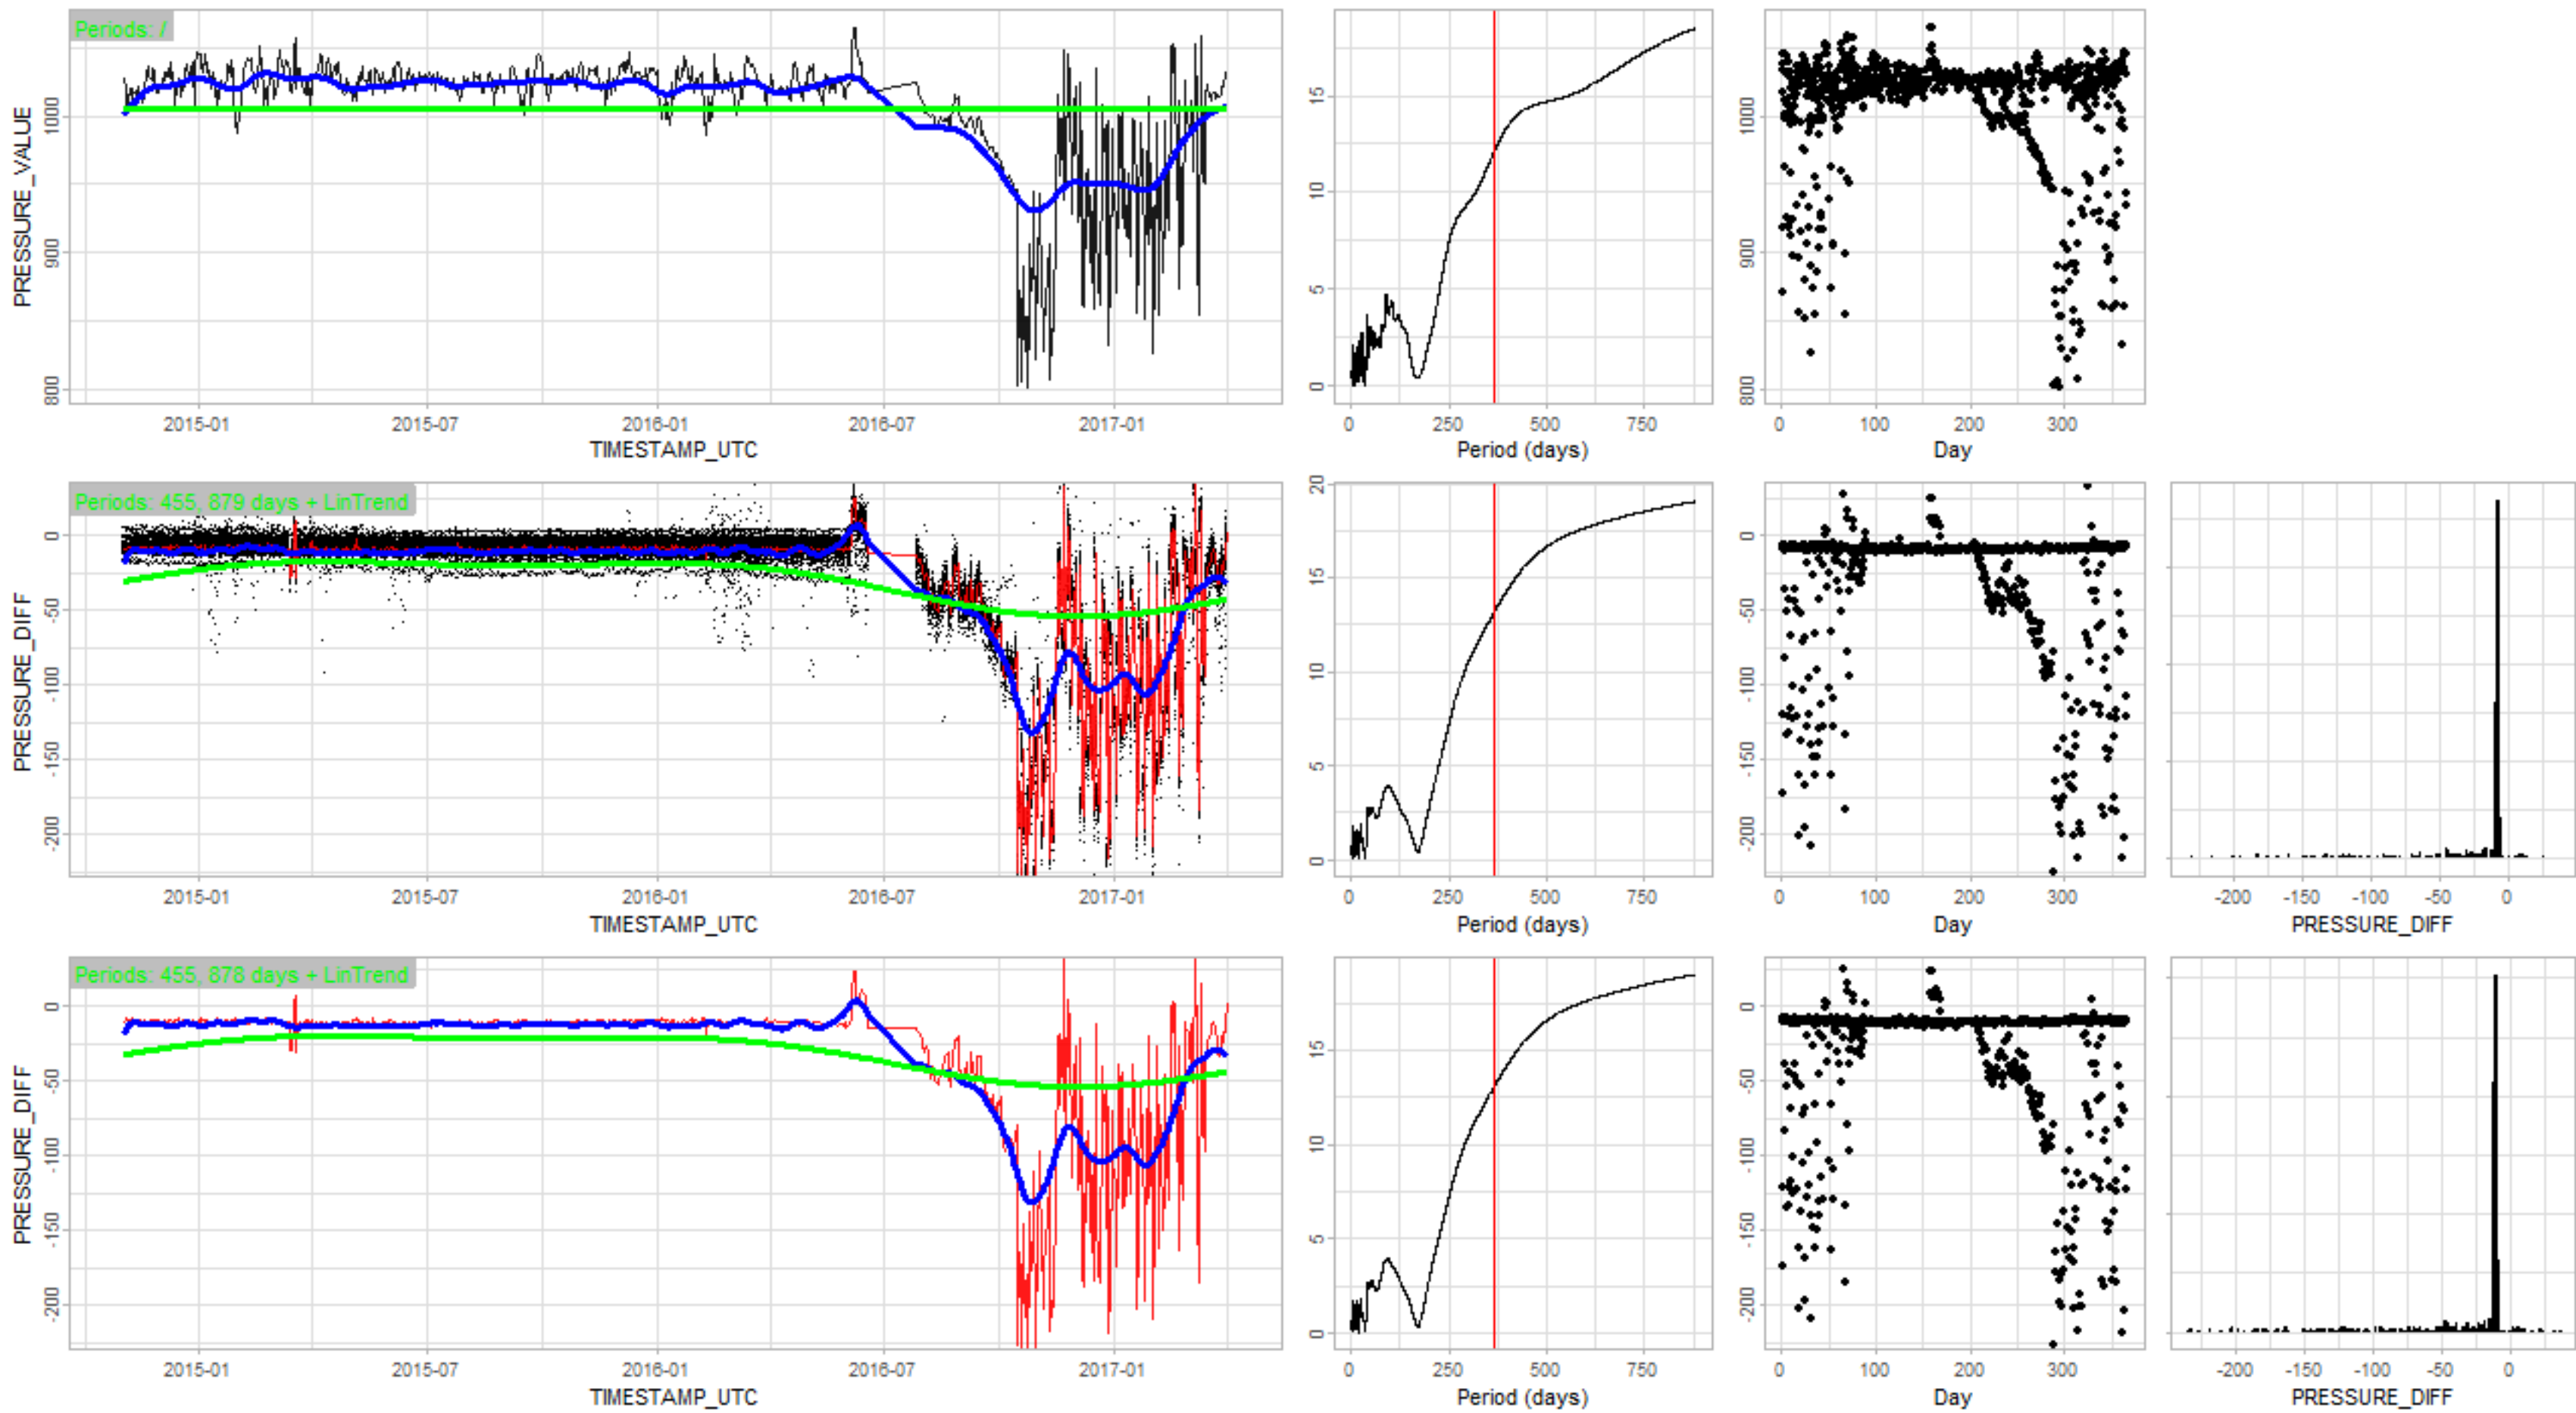 Periods: /
PRESSURE_VALUE
1000
900
800
2015-01 2015-07 2016-01 2016-07 2017-01
TIMESTAMP_UTC
15
10
5
0
0 250 500 750
Period (days)
1000
900
800
0 100 200 300
Day
Periods: 455, 879 days + LinTrend
PRESSURE_DIFF
0
-50
-100
-150
-200
2015-01 2015-07 2016-01 2016-07 2017-01
TIMESTAMP_UTC
20
15
10
5
0
0 250 500 750
Period (days)
0
-50
-100
-150
-200
0 100 200 300
Day
-200 -150 -100 -50 0
PRESSURE_DIFF
Periods: 455, 878 days + LinTrend
PRESSURE_DIFF
0
-50
-100
-150
-200
2015-01 2015-07 2016-01 2016-07 2017-01
TIMESTAMP_UTC
15
10
5
0
0 250 500 750
Period (days)
0
-50
-100
-150
-200
0 100 200 300
Day
-200 -150 -100 -50 0
PRESSURE_DIFF